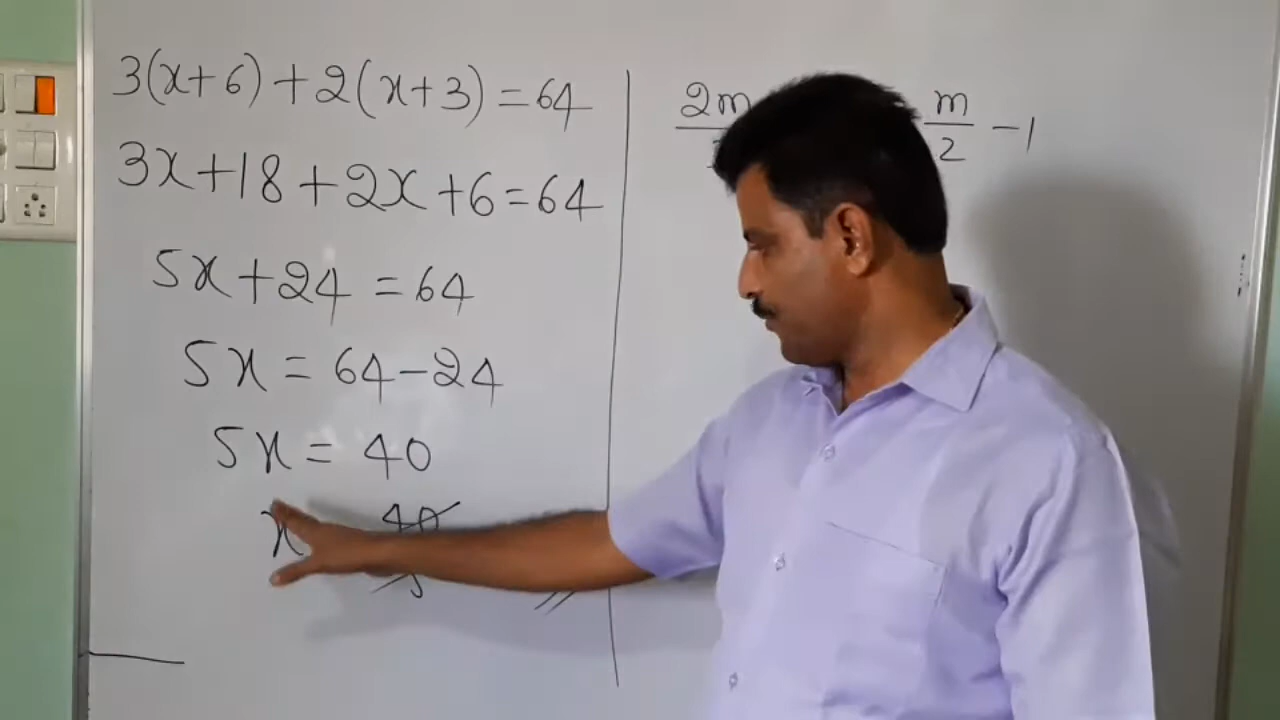 3(x+6)+2(x+3)=64
3x+18+2x+6=64
5x+24=64
5x=64-24
5x=40
x 40
2m
m/2 -1